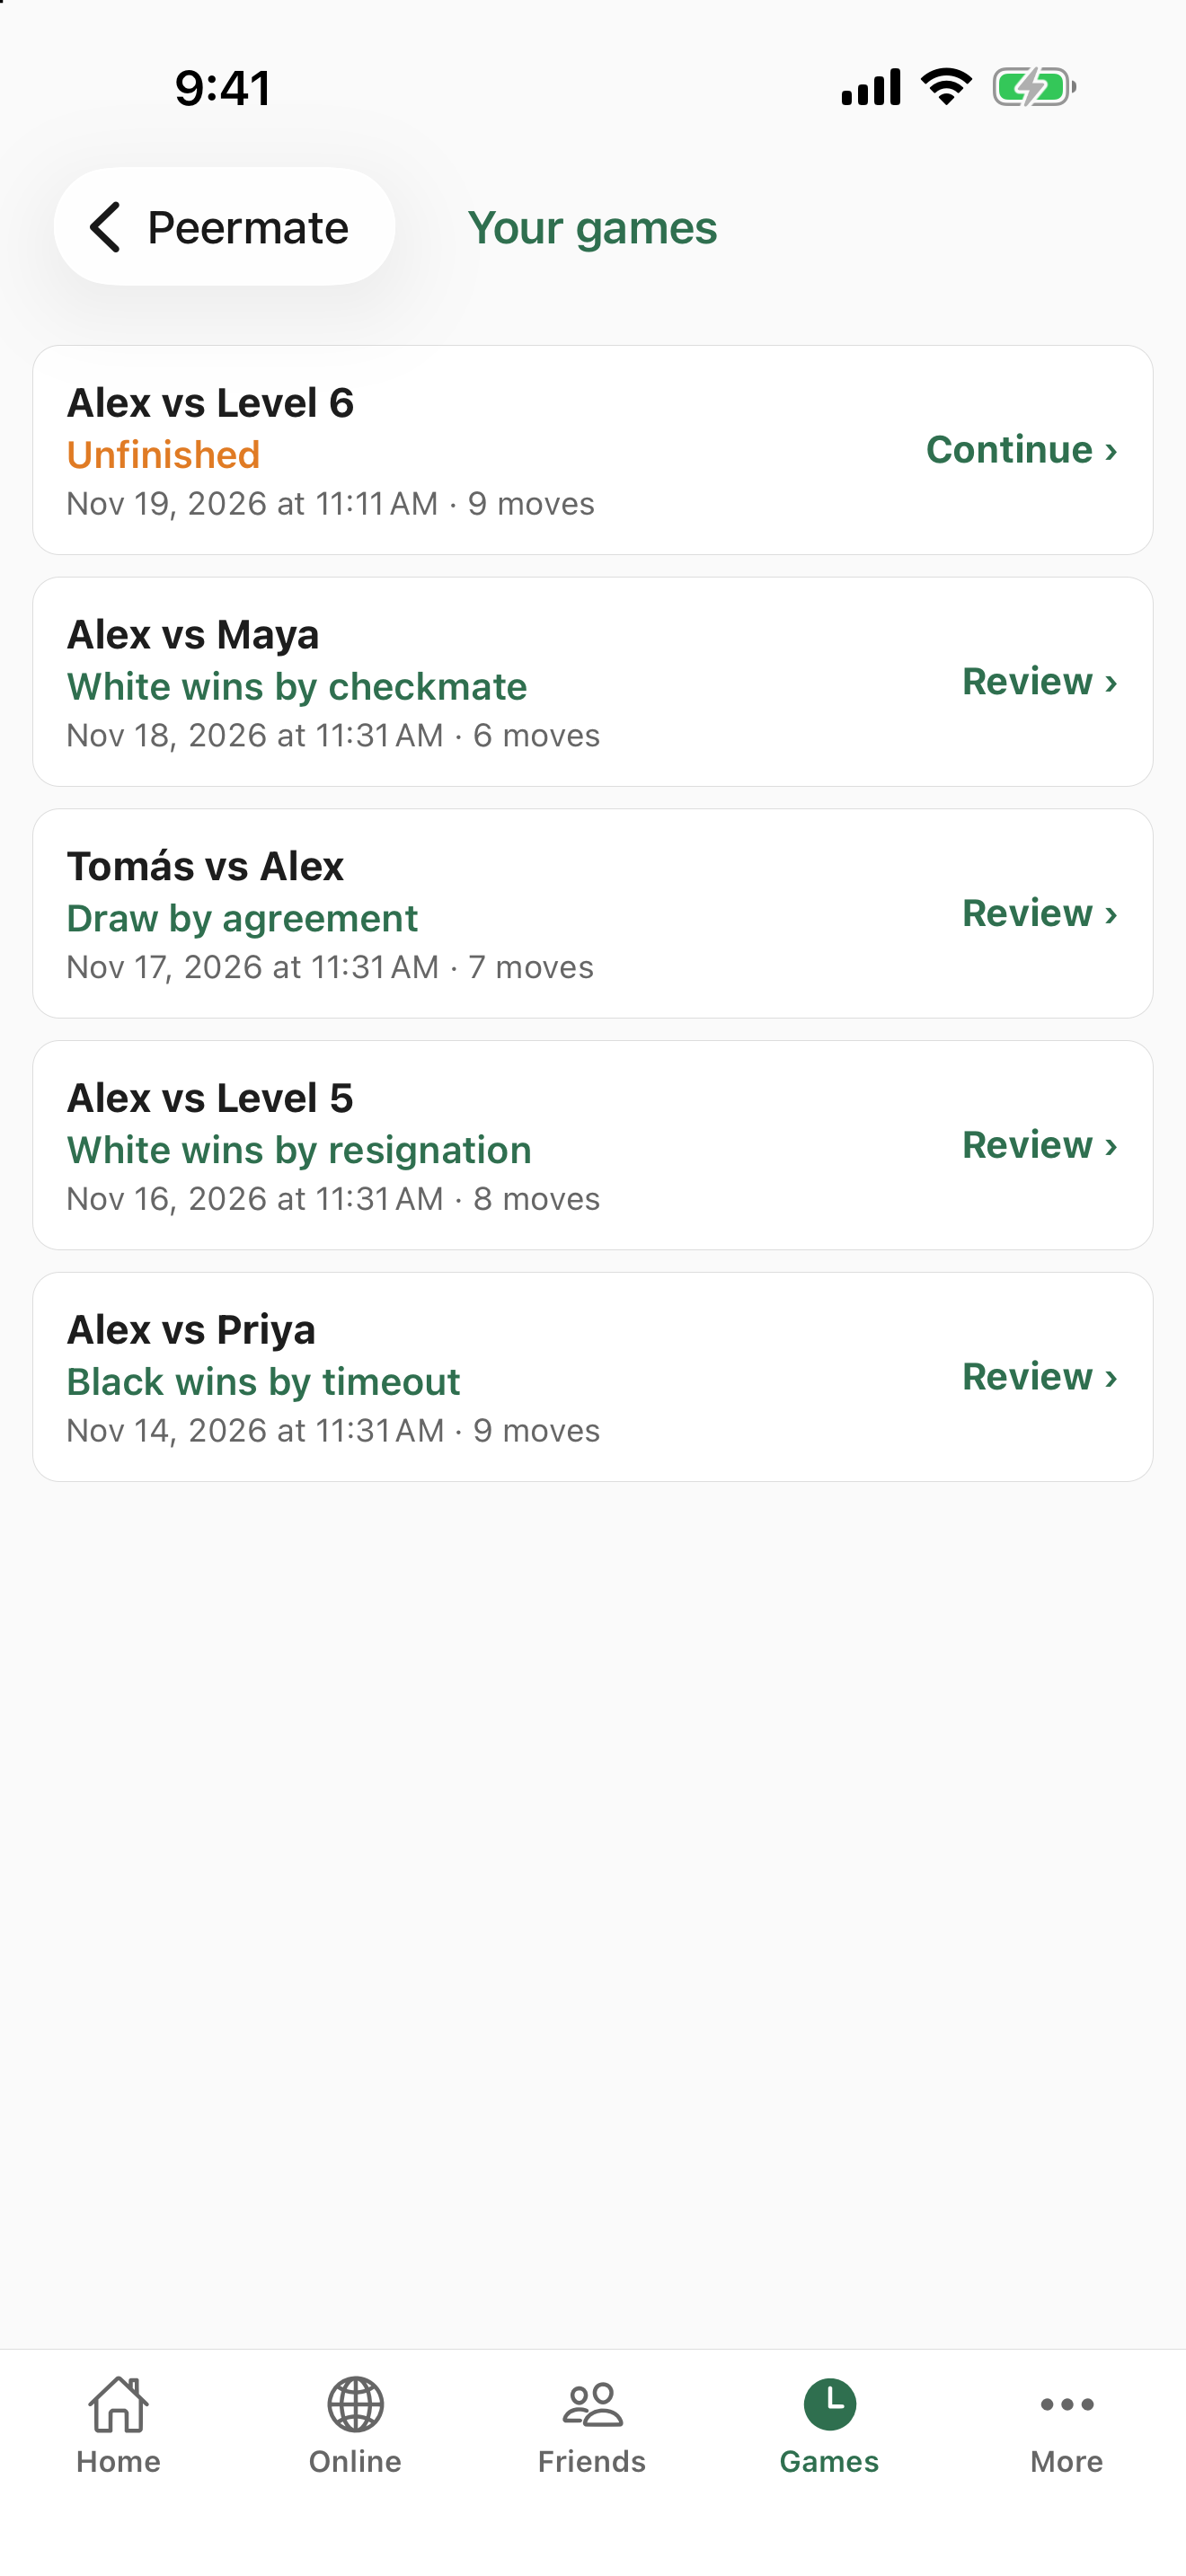 9:41
Peermate
Your games
Alex vs Level 6
Unfinished
Nov 19, 2026 at 11:11 AM · 9 moves
Continue ›
Alex vs Maya
White wins by checkmate
Nov 18, 2026 at 11:31 AM · 6 moves
Review ›
Tomás vs Alex
Draw by agreement
Nov 17, 2026 at 11:31 AM · 7 moves
Review ›
Alex vs Level 5
White wins by resignation
Nov 16, 2026 at 11:31 AM · 8 moves
Review ›
Alex vs Priya
Black wins by timeout
Nov 14, 2026 at 11:31 AM · 9 moves
Review ›
Home
Online
Friends
Games
More